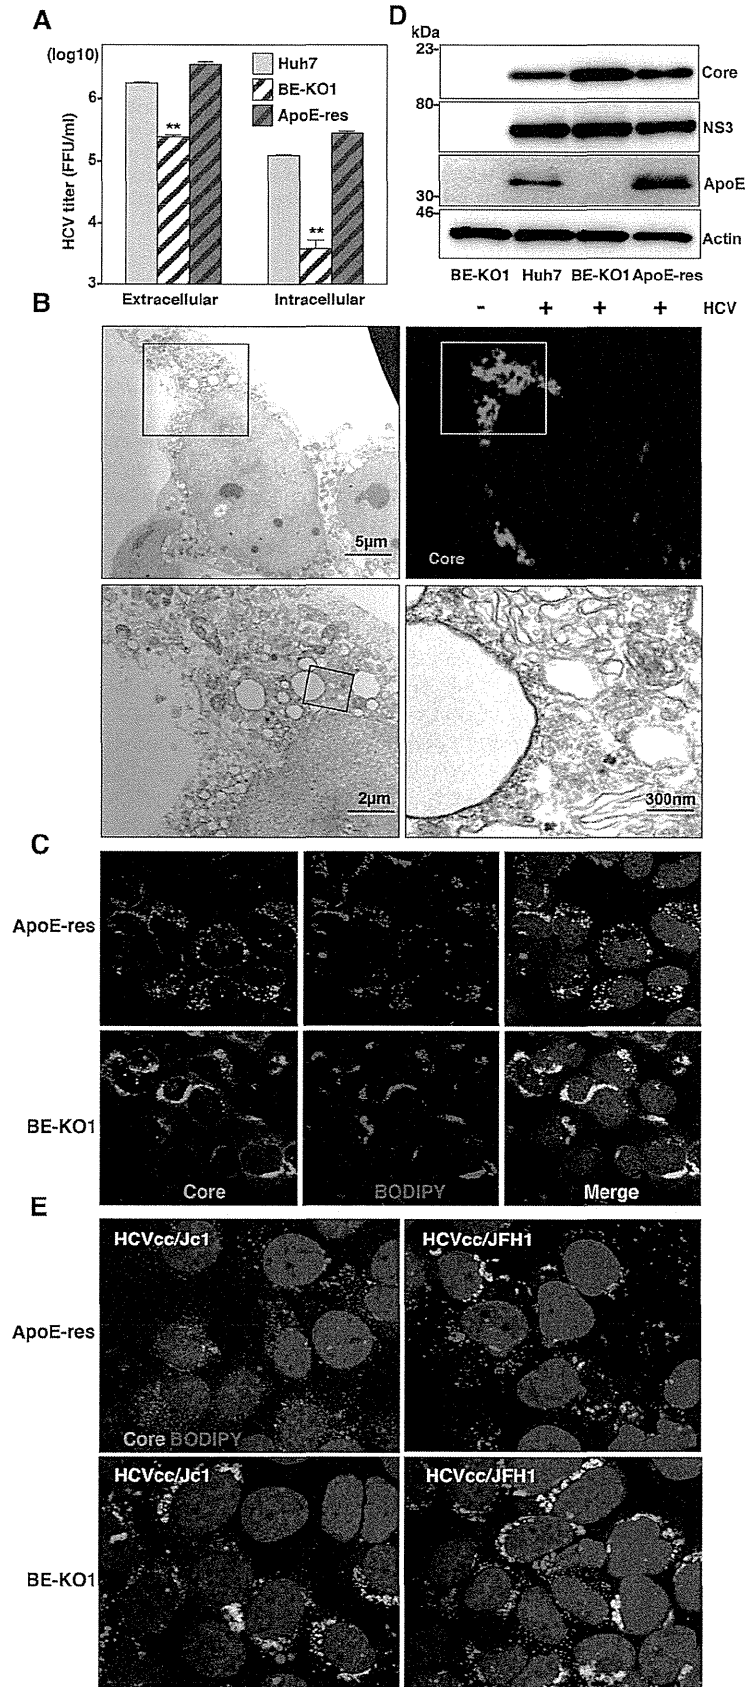 A
(log10)
HCV titer (FFU/ml)
6
5
4
3
Huh7
BE-KO1
ApoE-res
**
**
Extracellular
Intracellular
D
kDa
23-
Core
80-
NS3
ApoE
30-
46-
Actin
BE-KO1 Huh7 BE-KO1 ApoE-res
- + + + HCV
B
5µm
Core
2µm
300nm
C
ApoE-res
BE-KO1
Core
BODIPY
Merge
E
HCVcc/Jc1
HCVcc/JFH1
ApoE-res
Core BODIPY
HCVcc/Jc1
HCVcc/JFH1
BE-KO1